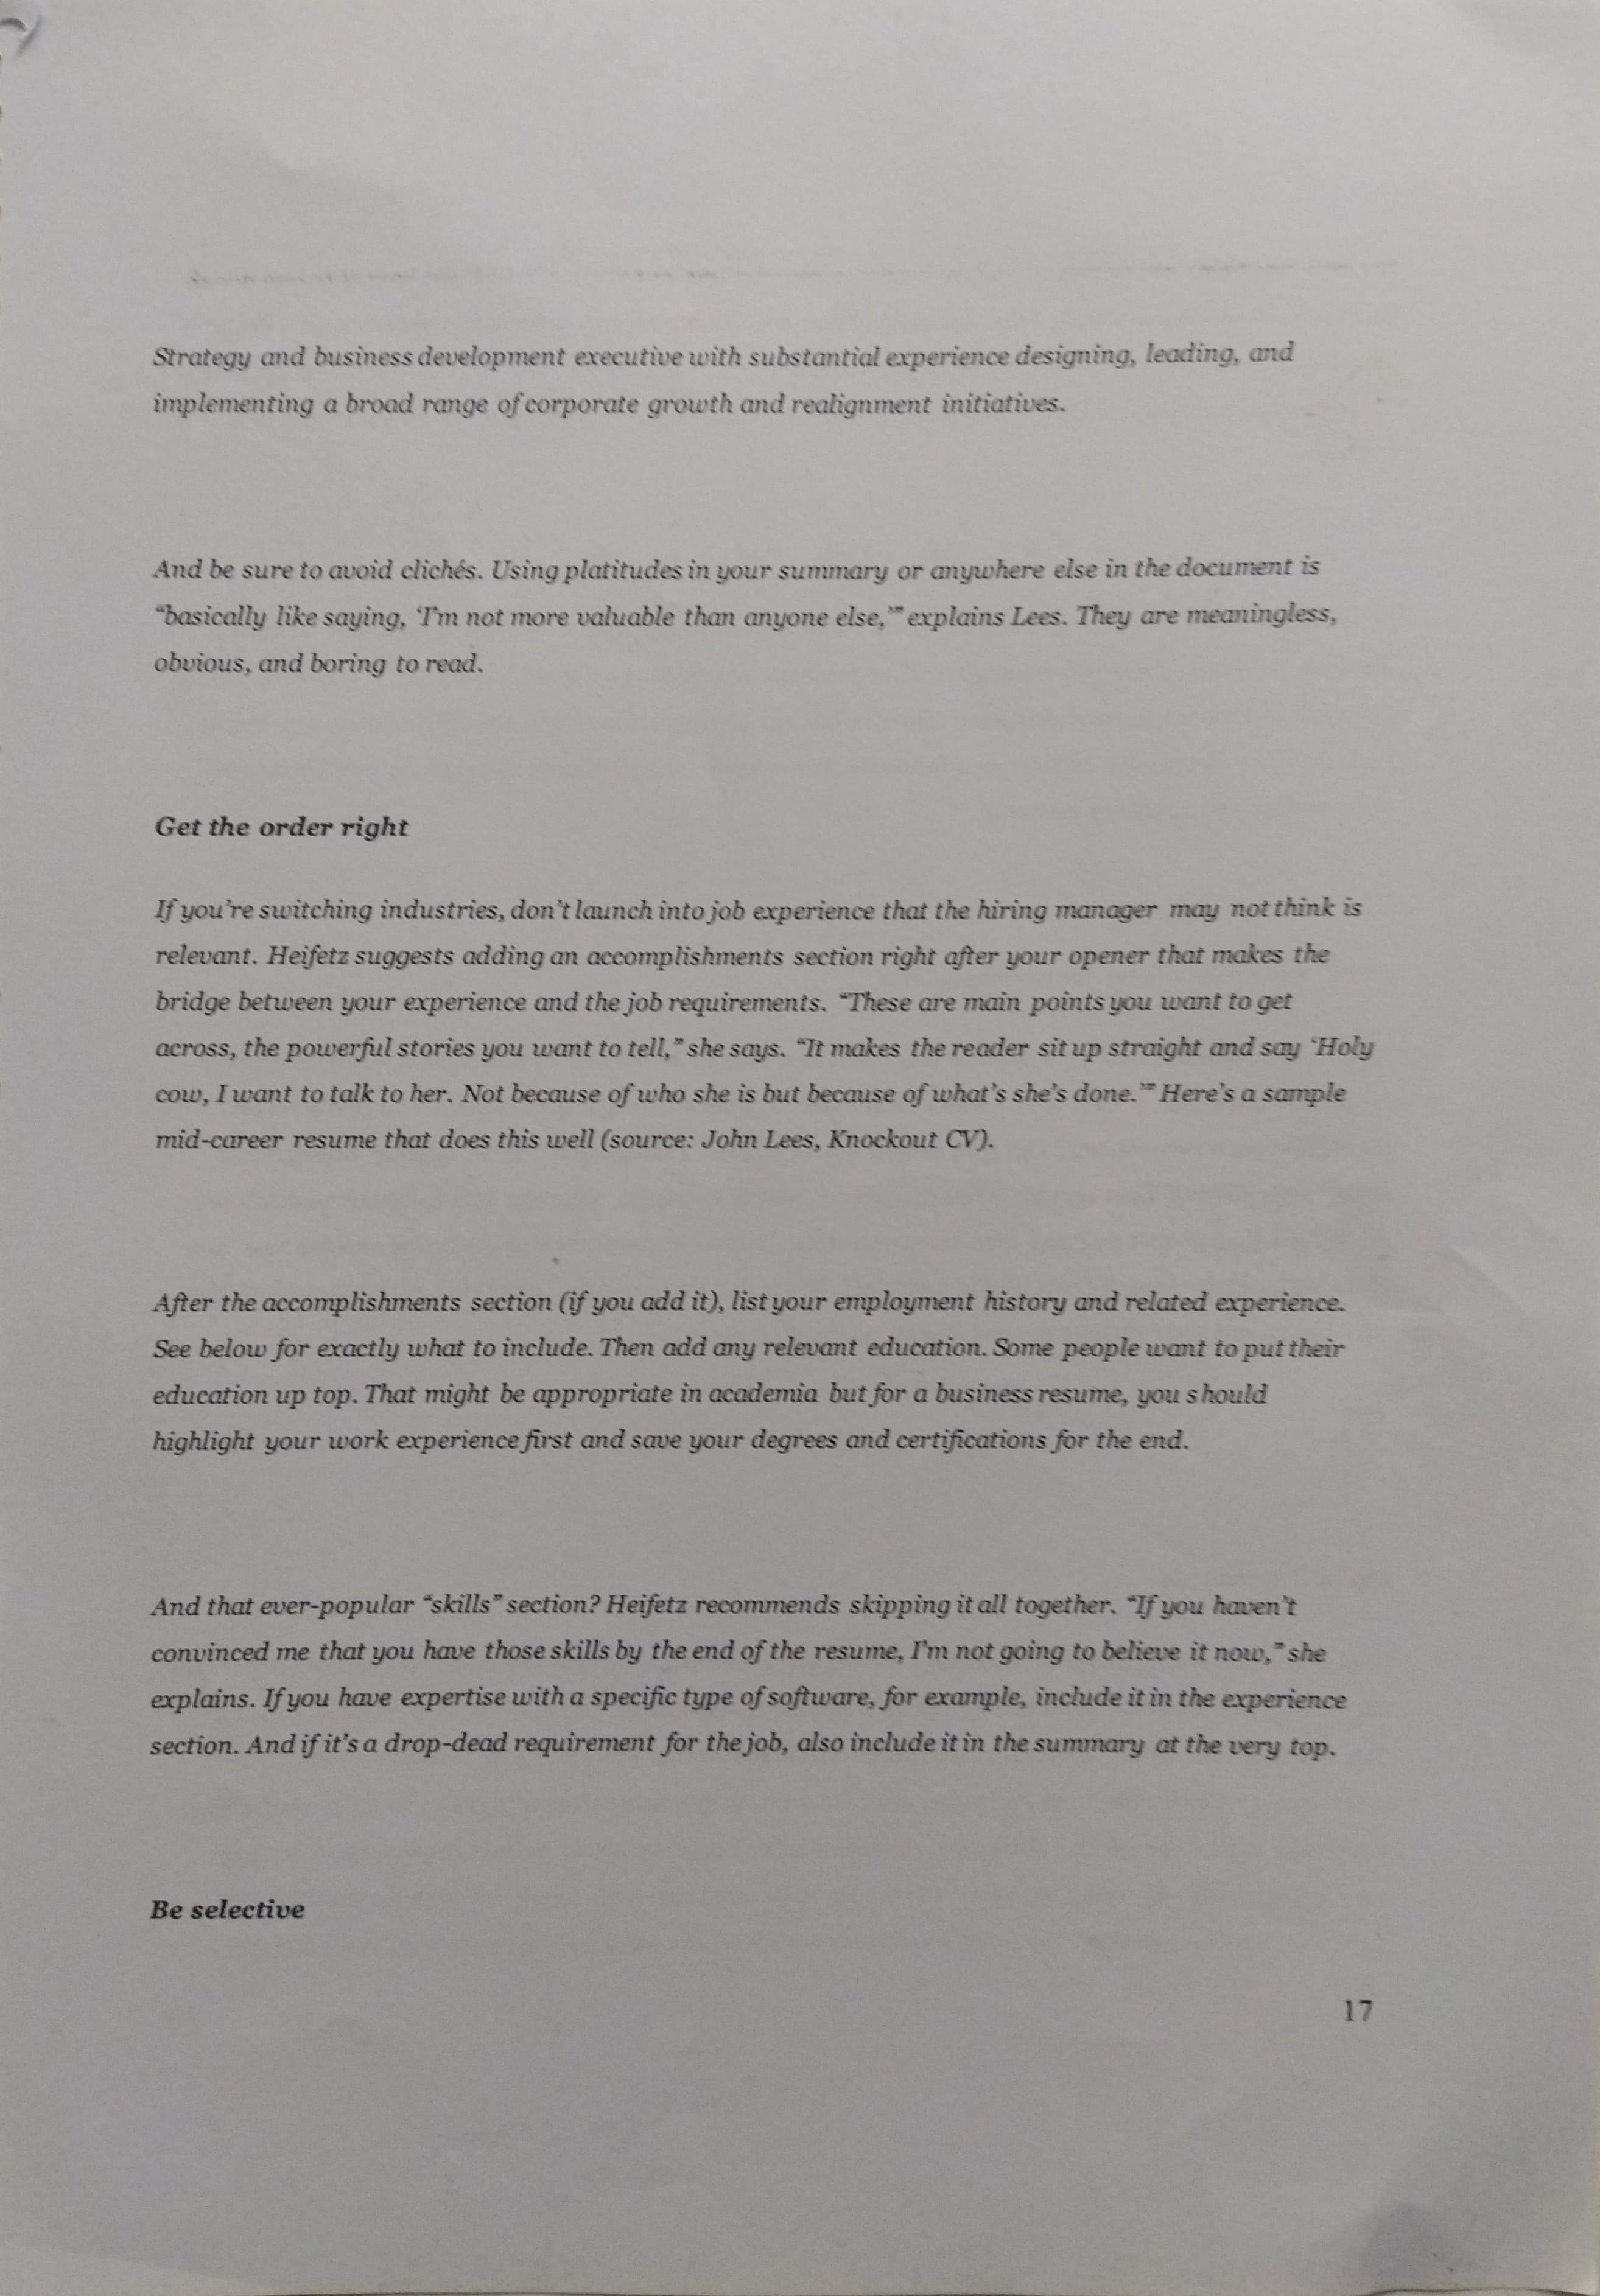 Strategy and business development executive with substantial experience designing, leading, and
implementing a broad range of corporate growth and realignment initiatives.
And be sure to avoid clichés. Using platitudes in your summary or anywhere else in the document is
“basically like saying, ‘I’m not more valuable than anyone else,’” explains Lees. They are meaningless,
obvious, and boring to read.
Get the order right
If you’re switching industries, don’t launch into job experience that the hiring manager may not think is
relevant. Heifetz suggests adding an accomplishments section right after your opener that makes the
bridge between your experience and the job requirements. “These are main points you want to get
across, the powerful stories you want to tell,” she says. “It makes the reader sit up straight and say ‘Holy
cow, I want to talk to her. Not because of who she is but because of what’s she’s done.’” Here’s a sample
mid-career resume that does this well (source: John Lees, Knockout CV).
After the accomplishments section (if you add it), list your employment history and related experience.
See below for exactly what to include. Then add any relevant education. Some people want to put their
education up top. That might be appropriate in academia but for a business resume, you should
highlight your work experience first and save your degrees and certifications for the end.
And that ever-popular “skills” section? Heifetz recommends skipping it all together. “If you haven’t
convinced me that you have those skills by the end of the resume, I’m not going to believe it now,” she
explains. If you have expertise with a specific type of software, for example, include it in the experience
section. And if it’s a drop-dead requirement for the job, also include it in the summary at the very top.
Be selective
17